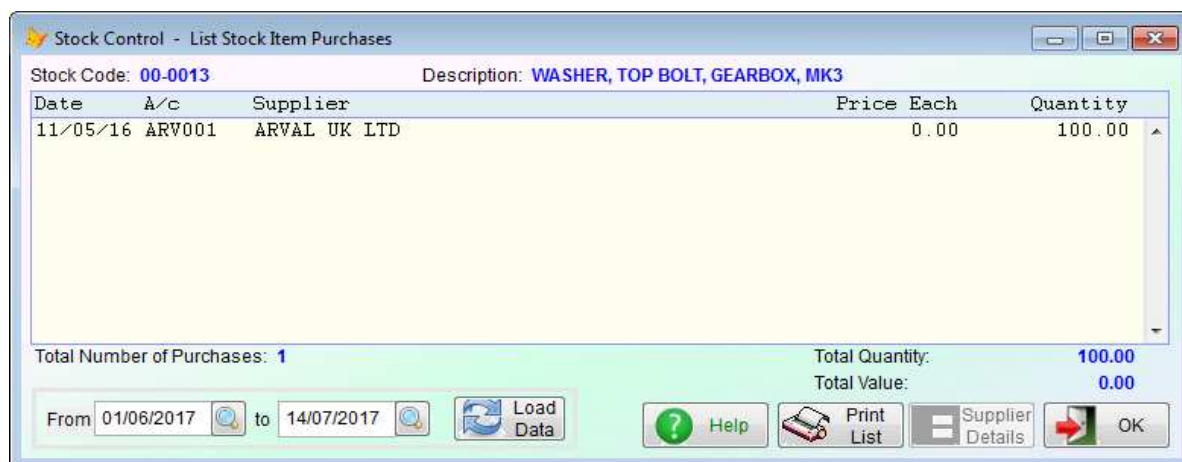 Stock Control - List Stock Item Purchases
Stock Code: 00-0013 Description: WASHER, TOP BOLT, GEARBOX, MK3
Date A/c Supplier Price Each Quantity
11/05/16 ARV001 ARVAL UK LTD 0.00 100.00
Total Number of Purchases: 1 Total Quantity: 100.00
Total Value: 0.00
From 01/06/2017 to 14/07/2017 Load Data ? Help Print List Supplier Details OK